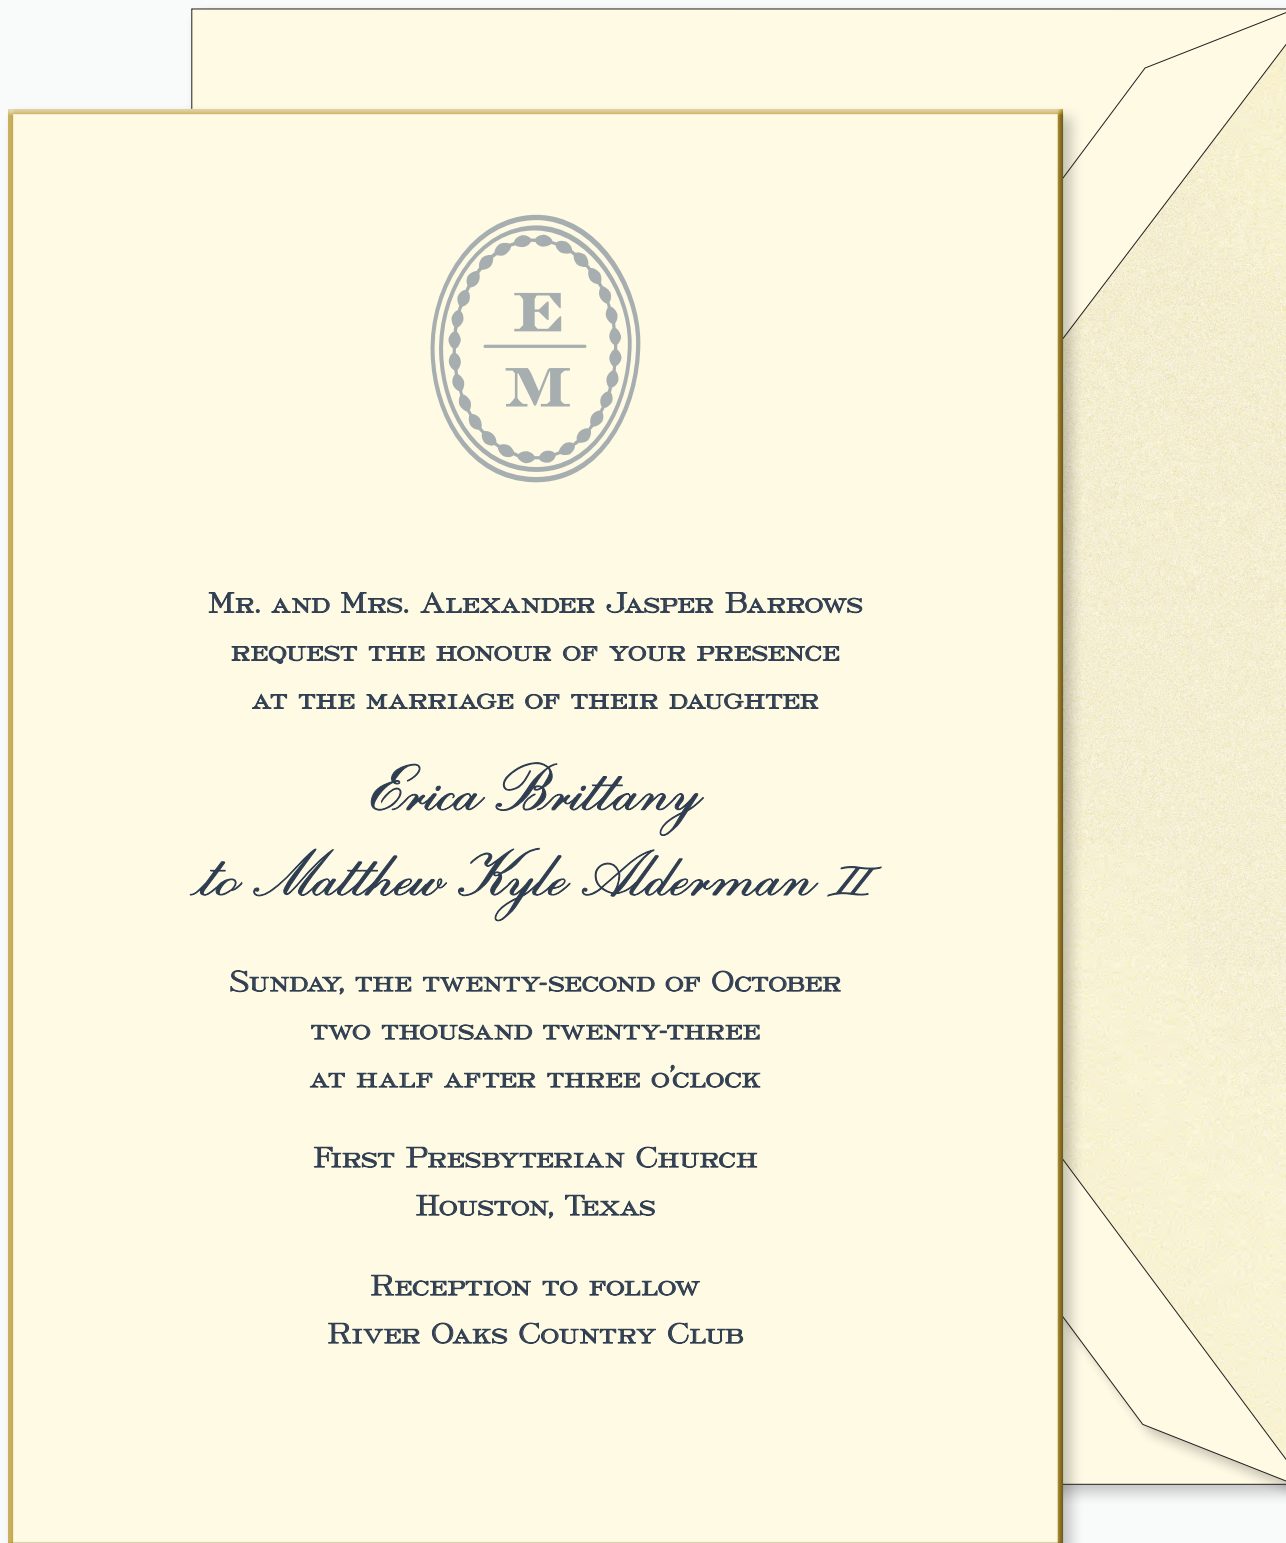 E
M
Mr. and Mrs. Alexander Jasper Barrows
request the honour of your presence
at the marriage of their daughter
Erica Brittany
to Matthew Kyle Alderman II
Sunday, the twenty-second of October
two thousand twenty-three
at half after three o'clock
First Presbyterian Church
Houston, Texas
Reception to follow
River Oaks Country Club